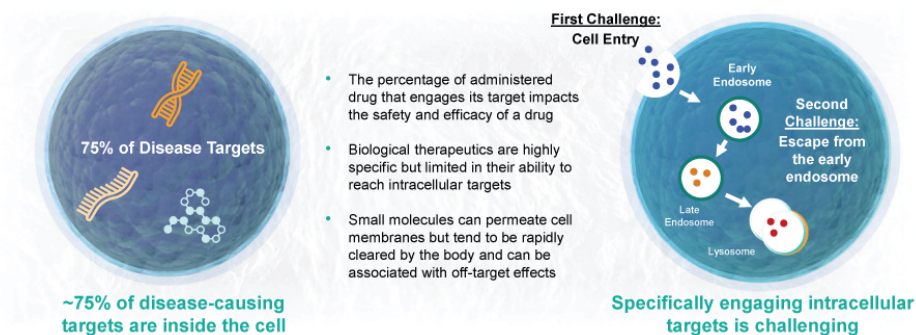 75% of Disease Targets
~75% of disease-causing
targets are inside the cell
• The percentage of administered
drug that engages its target impacts
the safety and efficacy of a drug
• Biological therapeutics are highly
specific but limited in their ability to
reach intracellular targets
• Small molecules can permeate cell
membranes but tend to be rapidly
cleared by the body and can be
associated with off-target effects
First Challenge:
Cell Entry
Early
Endosome
Second
Challenge:
Escape from
the early
endosome
Late
Endosome
Lysosome
Specifically engaging intracellular
targets is challenging